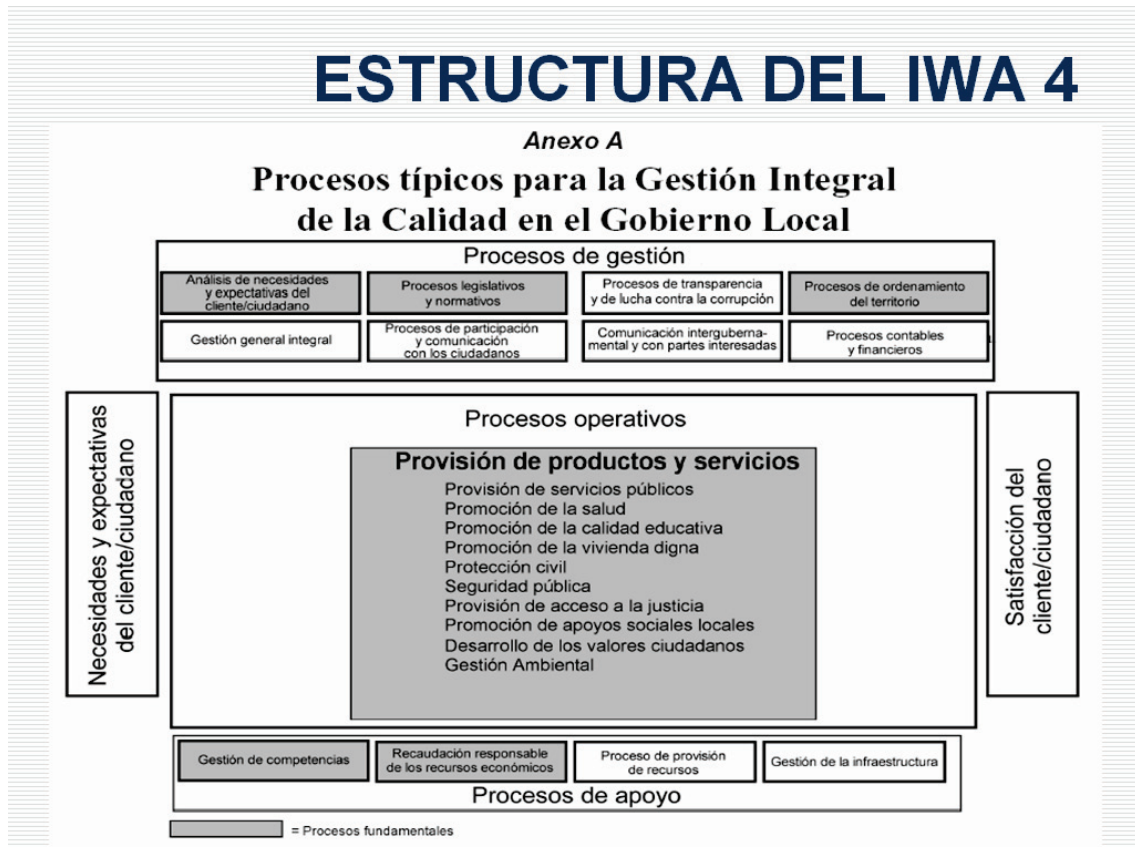 ESTRUCTURA DEL IWA 4
Anexo A
Procesos típicos para la Gestión Integral
de la Calidad en el Gobierno Local
Procesos de gestión
Análisis de necesidades
y expectativas del
cliente/ciudadano
Procesos legislativos
y normativos
Procesos de transparencia
y de lucha contra la corrupción
Procesos de ordenamiento
del territorio
Gestión general integral
Procesos de participación
y comunicación
con los ciudadanos
Comunicación interguberna-
mental y con partes interesadas
Procesos contables
y financieros
Necesidades y expectativas
del cliente/ciudadano
Procesos operativos
Provisión de productos y servicios
Provisión de servicios públicos
Promoción de la salud
Promoción de la calidad educativa
Promoción de la vivienda digna
Protección civil
Seguridad pública
Provisión de acceso a la justicia
Promoción de apoyos sociales locales
Desarrollo de los valores ciudadanos
Gestión Ambiental
Satisfacción del
cliente/ciudadano
Gestión de competencias
Recaudación responsable
de los recursos económicos
Proceso de provisión
de recursos
Gestión de la infraestructura
Procesos de apoyo
= Procesos fundamentales